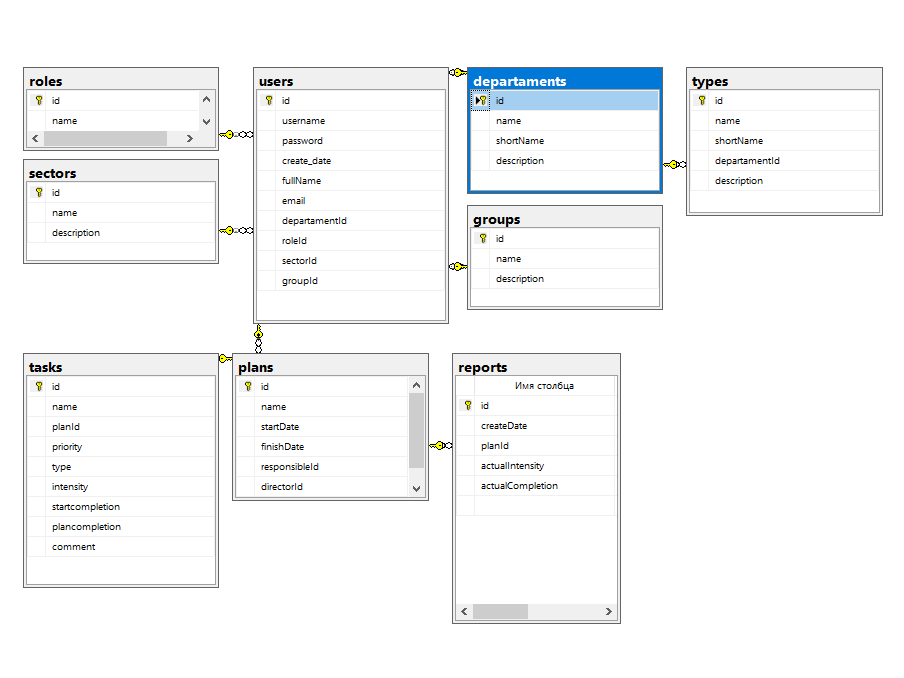 roles
id
name
sectors
id
name
description
users
id
username
password
create_date
fullName
email
departamentId
roleId
sectorId
groupId
departaments
id
name
shortName
description
groups
id
name
description
types
id
name
shortName
departamentId
description
tasks
id
name
planId
priority
type
intensity
startcompletion
plancompletion
comment
plans
id
name
startDate
finishDate
responsibleId
directorId
reports
Имя столбца
id
createDate
planId
actualIntensity
actualCompletion